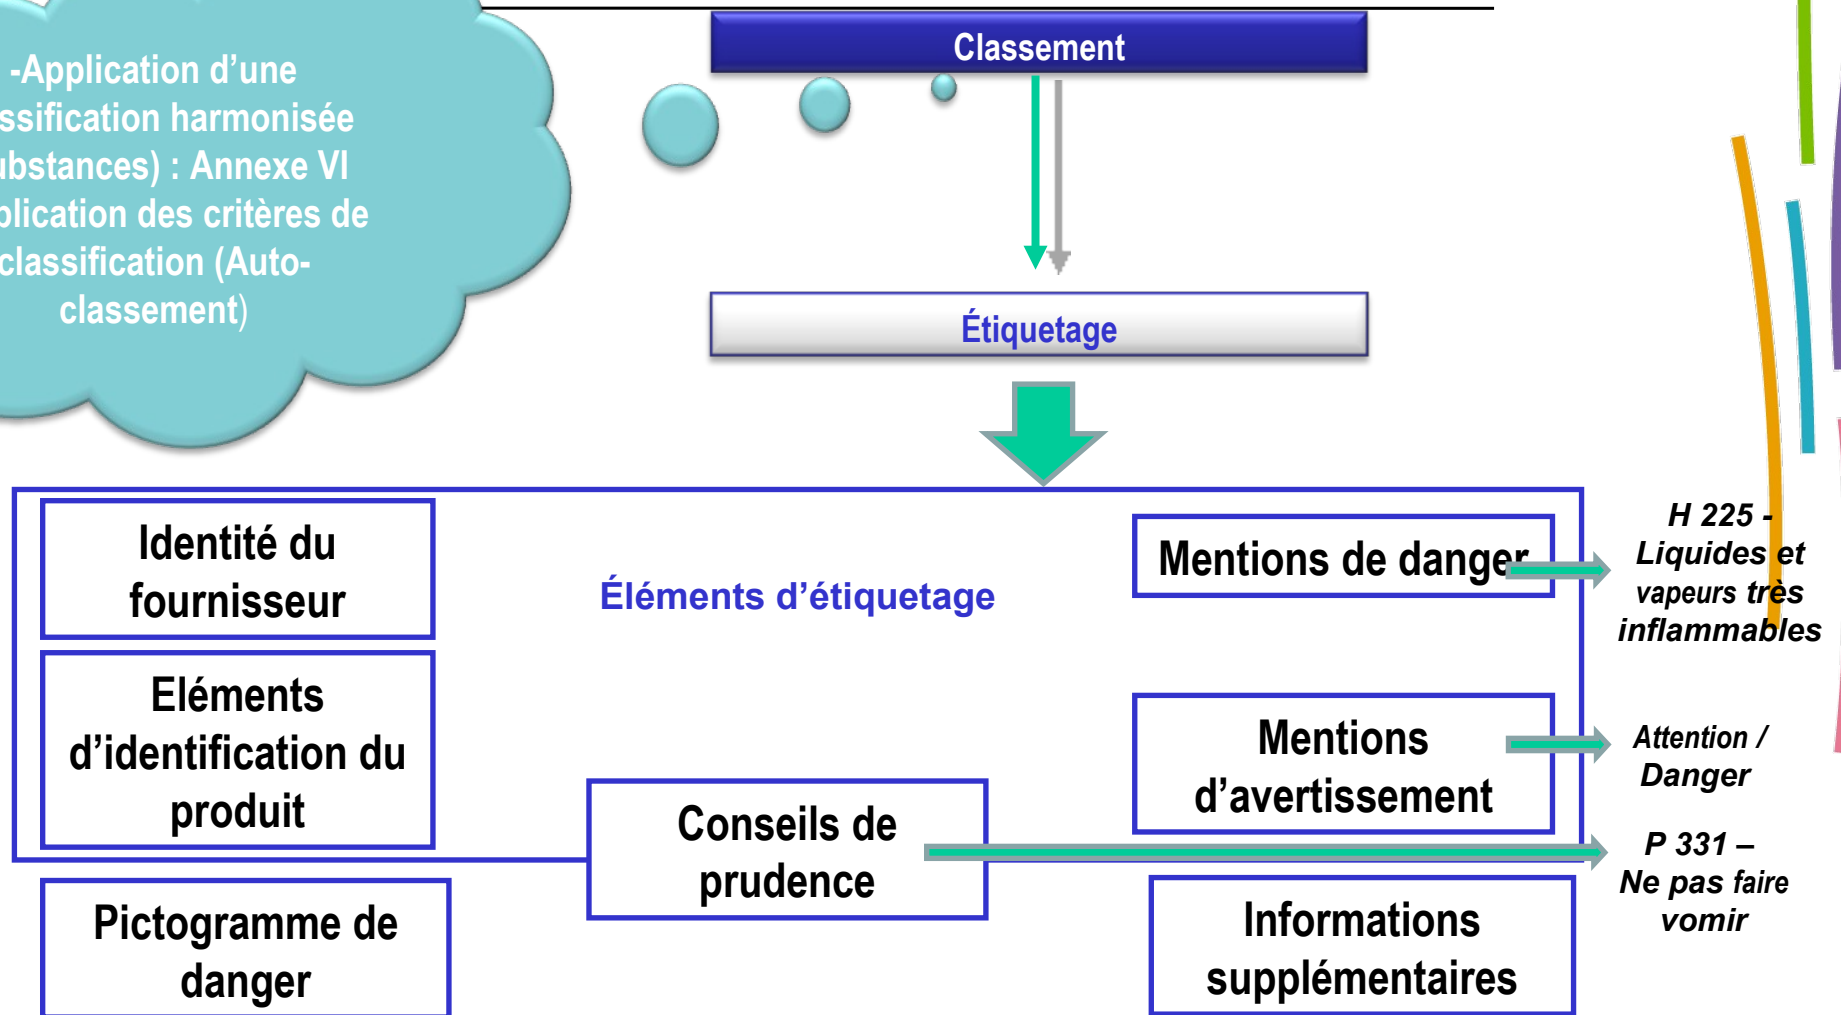 Classement
-Application d’une
ssification harmonisée
ubstances) : Annexe VI
plication des critères de
classification (Auto-
classement)
Étiquetage
Identité du
fournisseur
Éléments d’étiquetage
Mentions de danger
H 225 -
Liquides et
vapeurs très
inflammables
Eléments
d’identification du
produit
Mentions
d’avertissement
Attention /
Danger
Conseils de
prudence
P 331 –
Ne pas faire
vomir
Pictogramme de
danger
Informations
supplémentaires